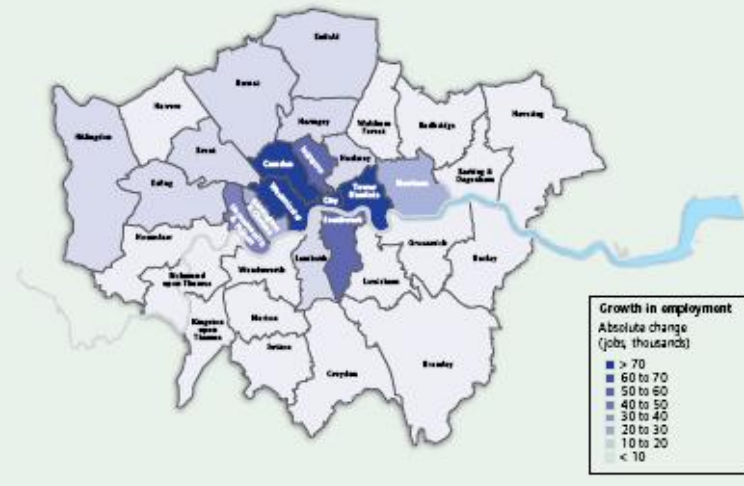 Enfield
Barnet
Harrow
Haringey
Waltham
Forest
Redbridge
Havering
Hillingdon
Brent
Camden
Islington
Hackney
Barking &
Dagenham
Ealing
Westminster
City
Tower
Hamlets
Newham
Southwark
Hounslow
Greenwich
Bexley
Richmond
upon Thames
Wandsworth
Lambeth
Lewisham
Kingston
upon
Thames
Merton
Sutton
Croydon
Bromley
Growth in employment
Absolute change
(jobs, thousands)
> 70
60 to 70
50 to 60
40 to 50
30 to 40
20 to 30
10 to 20
< 10